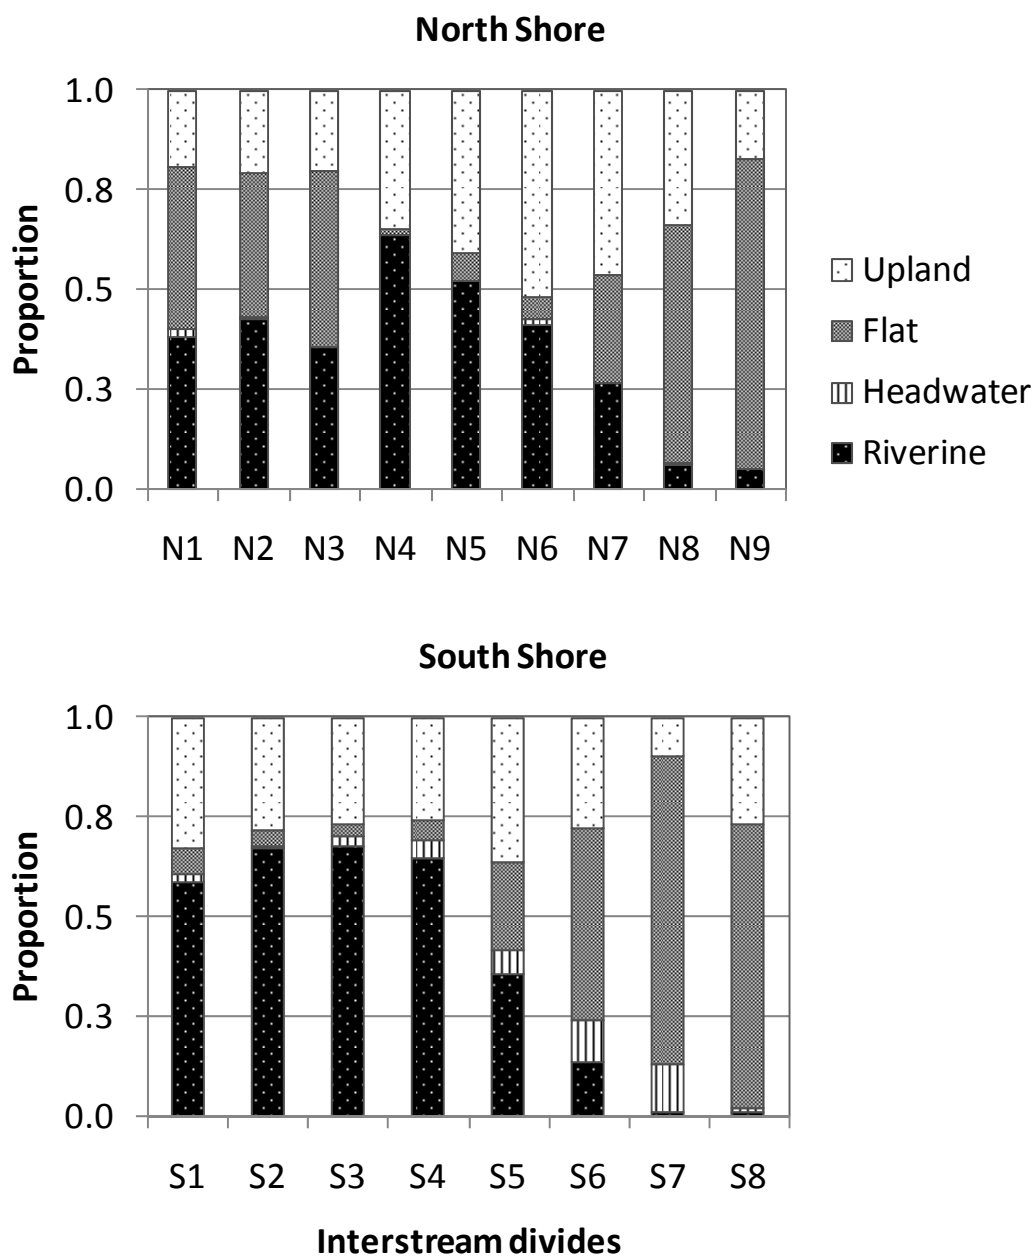 North Shore
1.0
0.8
0.5
0.3
0.0
Proportion
N1 N2 N3 N4 N5 N6 N7 N8 N9
Upland
Flat
Headwater
Riverine
South Shore
1.0
0.8
0.5
0.3
0.0
Proportion
S1 S2 S3 S4 S5 S6 S7 S8
Interstream divides